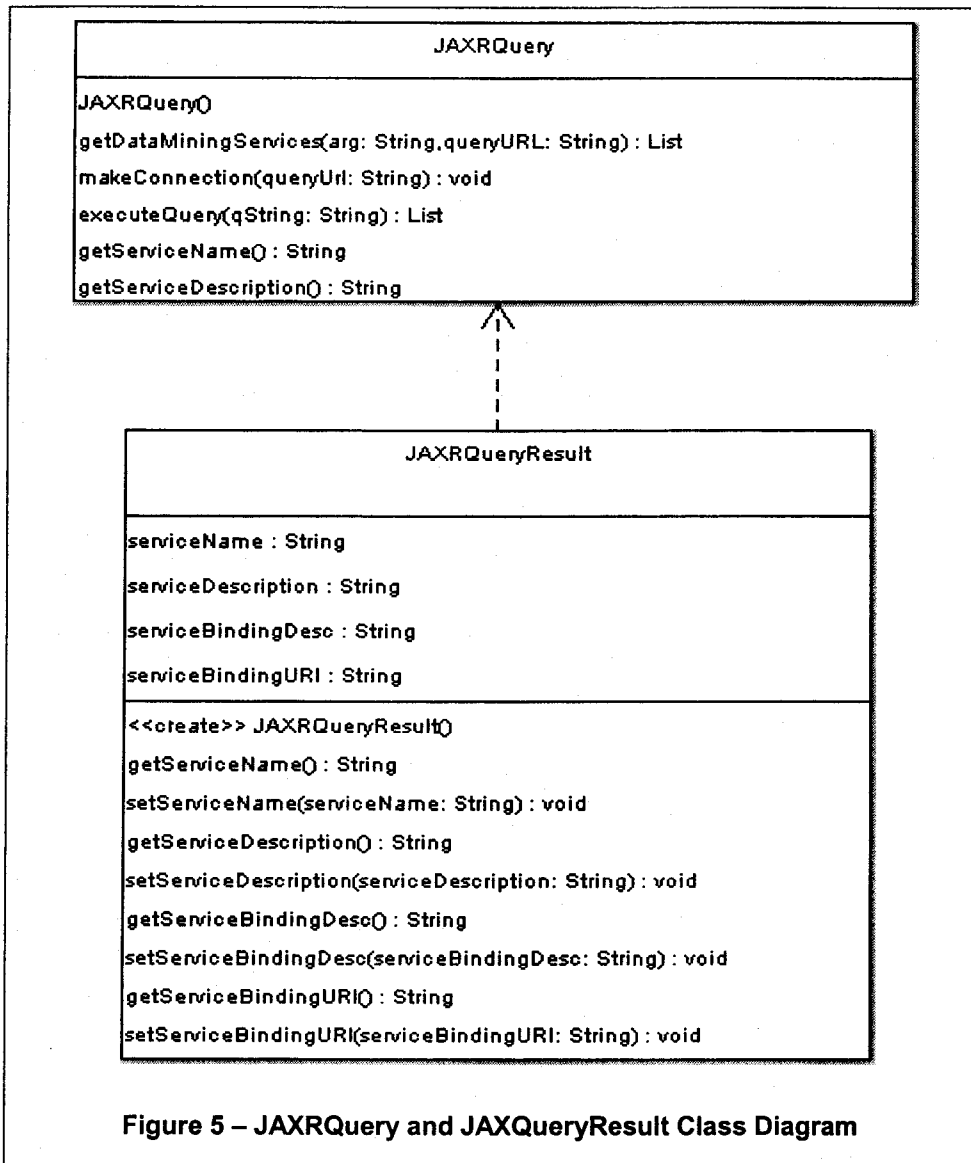 JAXRQuery
JAXRQuery()
getDataMiningServices(arg: String,queryURL: String) : List
makeConnection(queryUrl: String) : void
executeQuery(qString: String) : List
getServiceName() : String
getServiceDescription() : String
JAXRQueryResult
serviceName : String
serviceDescription : String
serviceBindingDesc : String
serviceBindingURI : String
<<create>> JAXRQueryResult()
getServiceName() : String
setServiceName(serviceName: String) : void
getServiceDescription() : String
setServiceDescription(serviceDescription: String) : void
getServiceBindingDesc() : String
setServiceBindingDesc(serviceBindingDesc: String) : void
getServiceBindingURI() : String
setServiceBindingURI(serviceBindingURI: String) : void
Figure 5 – JAXRQuery and JAXQueryResult Class Diagram